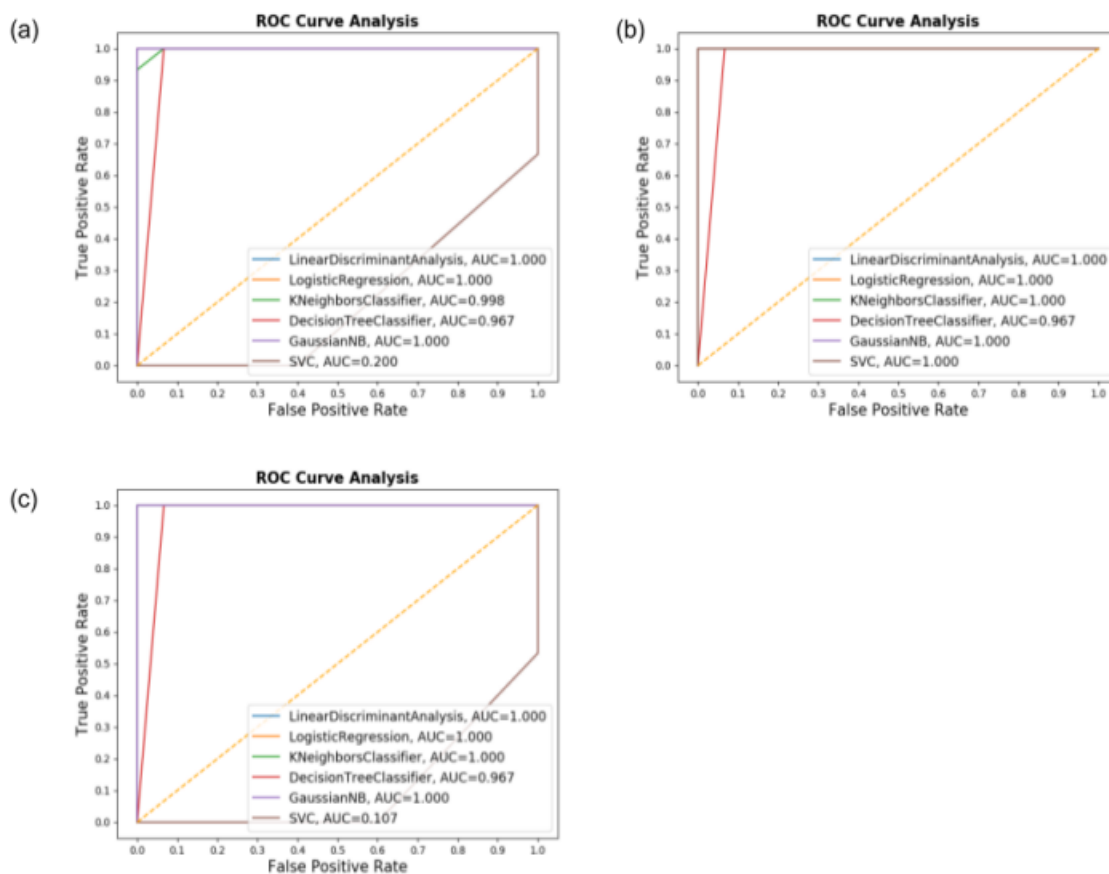 (a)
ROC Curve Analysis
True Positive Rate
1.0
0.9
0.8
0.7
0.6
0.5
0.4
0.3
0.2
0.1
0.0
LinearDiscriminantAnalysis, AUC=1.000
LogisticRegression, AUC=1.000
KNeighborsClassifier, AUC=0.998
DecisionTreeClassifier, AUC=0.967
GaussianNB, AUC=1.000
SVC, AUC=0.200
0.0 0.1 0.2 0.3 0.4 0.5 0.6 0.7 0.8 0.9 1.0
False Positive Rate
(b)
ROC Curve Analysis
True Positive Rate
1.0
0.9
0.8
0.7
0.6
0.5
0.4
0.3
0.2
0.1
0.0
LinearDiscriminantAnalysis, AUC=1.000
LogisticRegression, AUC=1.000
KNeighborsClassifier, AUC=1.000
DecisionTreeClassifier, AUC=0.967
GaussianNB, AUC=1.000
SVC, AUC=1.000
0.0 0.1 0.2 0.3 0.4 0.5 0.6 0.7 0.8 0.9 1.0
False Positive Rate
(c)
ROC Curve Analysis
True Positive Rate
1.0
0.9
0.8
0.7
0.6
0.5
0.4
0.3
0.2
0.1
0.0
LinearDiscriminantAnalysis, AUC=1.000
LogisticRegression, AUC=1.000
KNeighborsClassifier, AUC=1.000
DecisionTreeClassifier, AUC=0.967
GaussianNB, AUC=1.000
SVC, AUC=0.107
0.0 0.1 0.2 0.3 0.4 0.5 0.6 0.7 0.8 0.9 1.0
False Positive Rate